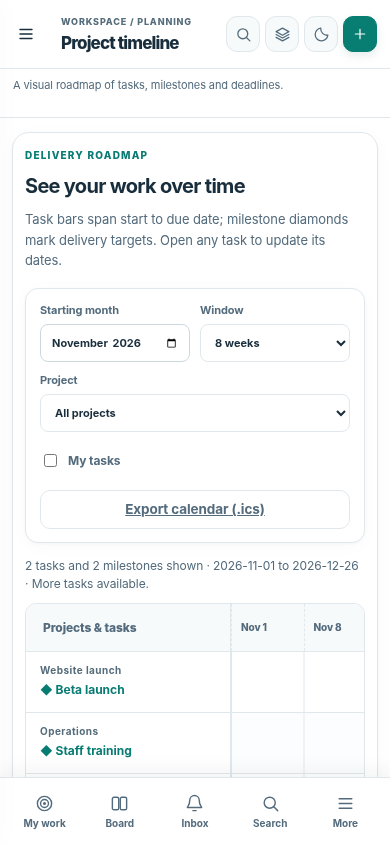 WORKSPACE / PLANNING
Project timeline
A visual roadmap of tasks, milestones and deadlines.
DELIVERY ROADMAP
See your work over time
Task bars span start to due date; milestone diamonds
mark delivery targets. Open any task to update its
dates.
Starting month
Window
November 2026
8 weeks
Project
All projects
My tasks
Export calendar (.ics)
2 tasks and 2 milestones shown · 2026-11-01 to 2026-12-26
· More tasks available.
Projects & tasks
Nov 1
Nov 8
Website launch
◆ Beta launch
Operations
◆ Staff training
My work
Board
Inbox
Search
More